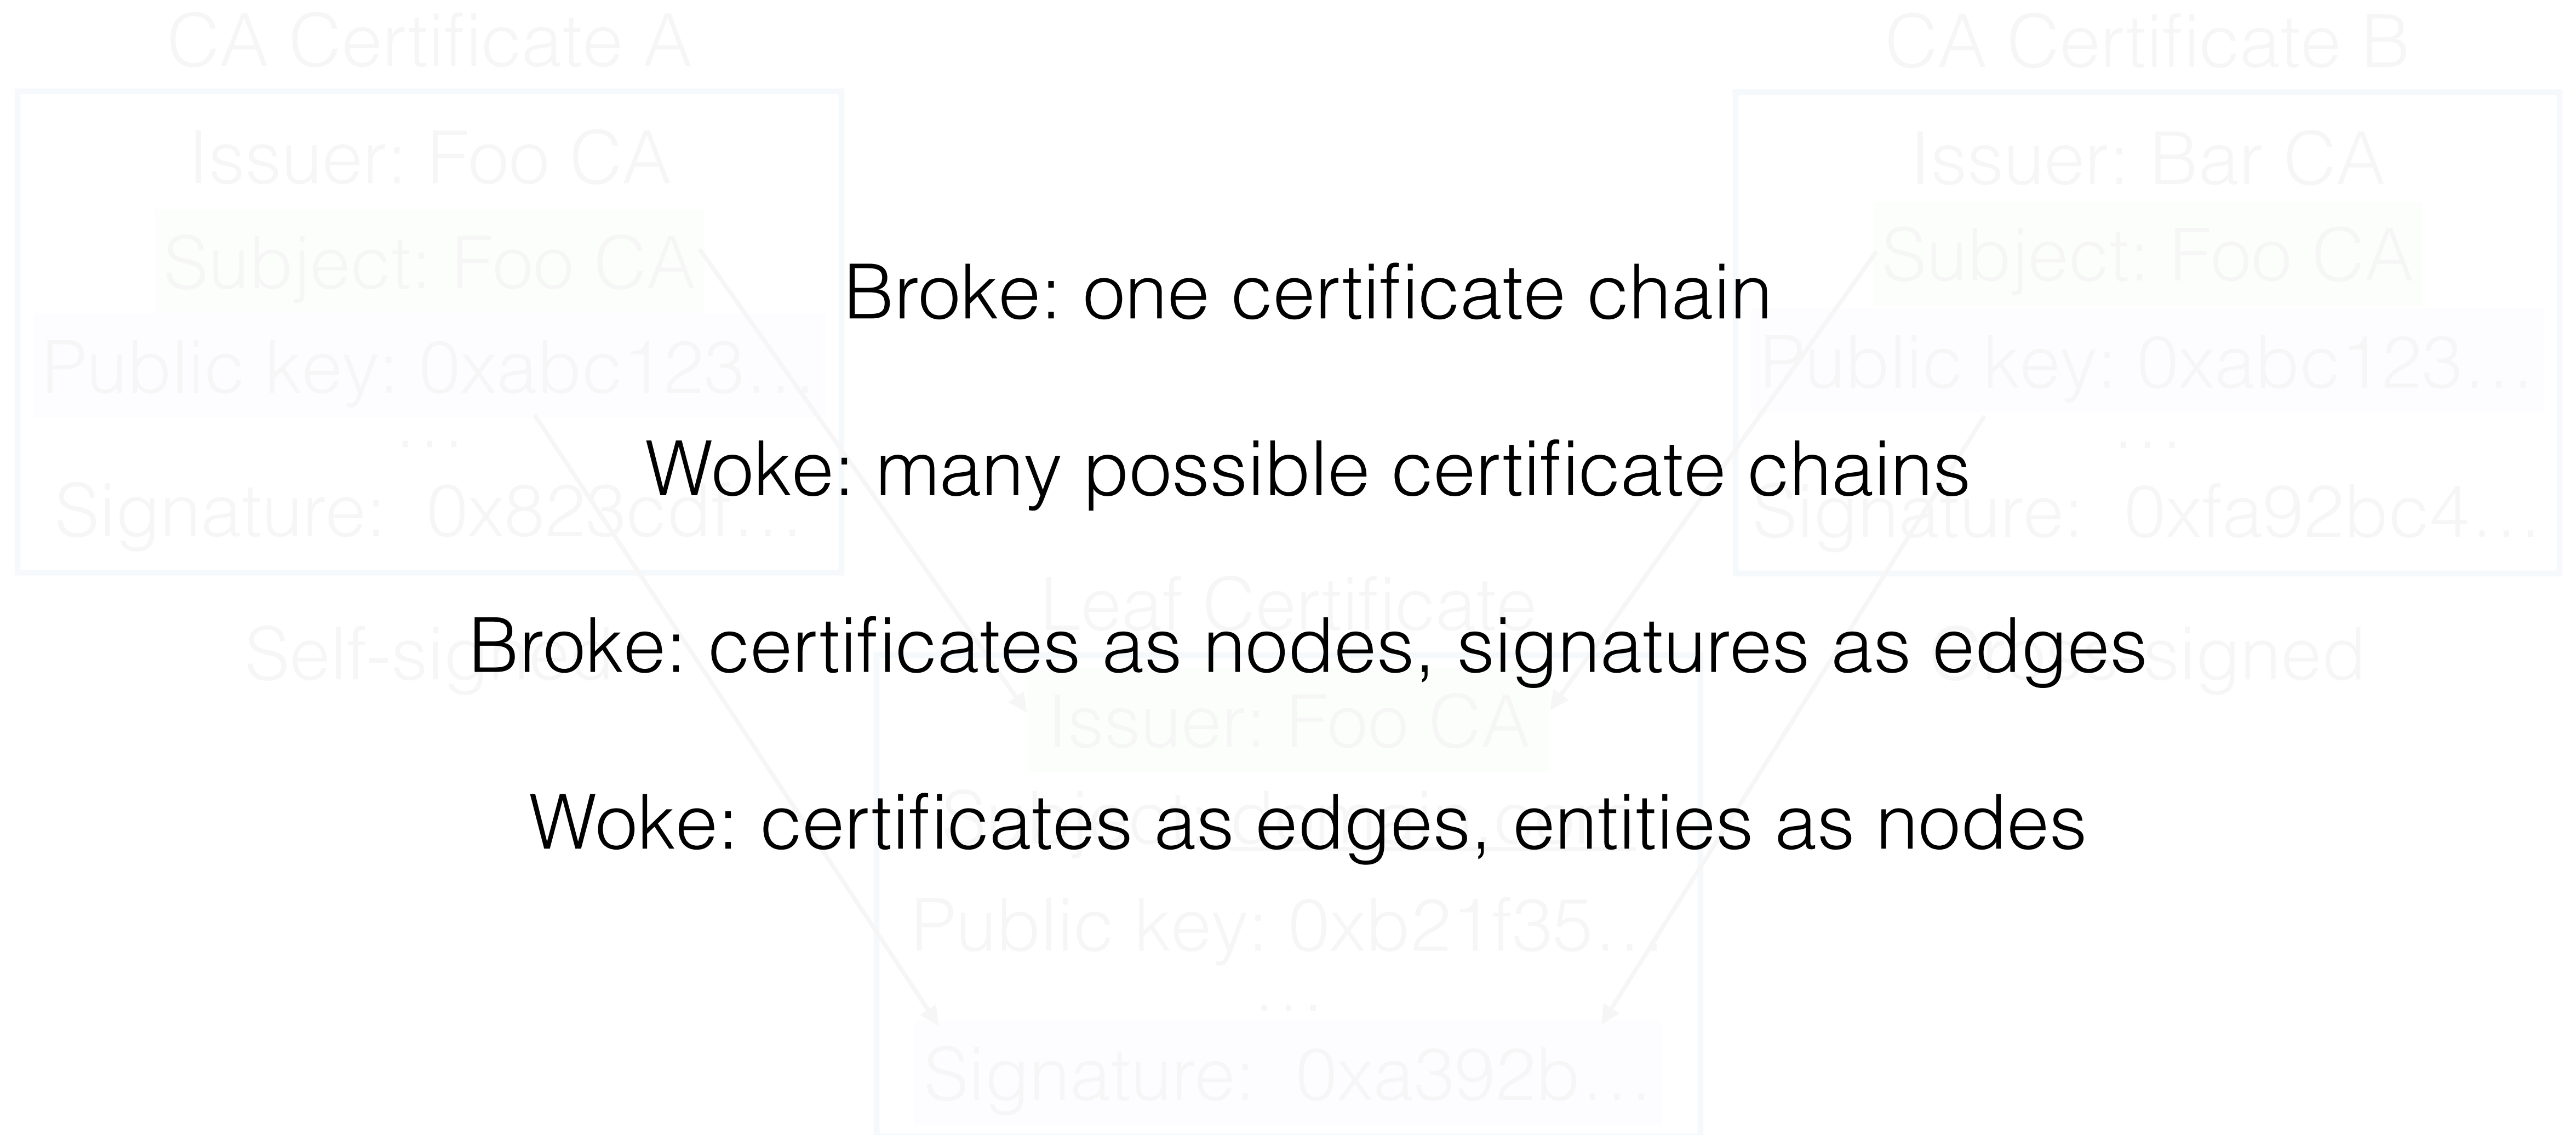 CA Certificate A
CA Certificate B
Issuer: Foo CA
Issuer: Bar CA
Subject: Foo CA
Subject: Foo CA
Broke: one certificate chain
Public key: 0xabc123…
Public key: 0xabc123…
…
…
Woke: many possible certificate chains
Signature: 0x823cdf…
Signature: 0xfa92bc4…
Leaf Certificate
Self-signed
signed
Broke: certificates as nodes, signatures as edges
Issuer: Foo CA
Woke: certificates as edges, entities as nodes
Public key: 0xb21f35…
…
Signature: 0xa392b…